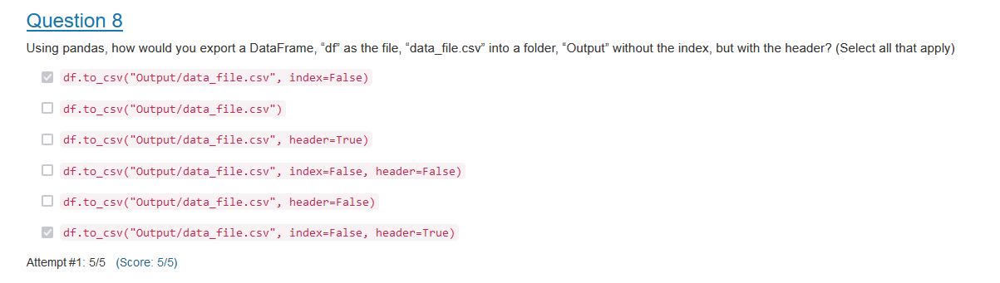 Question 8
Using pandas, how would you export a DataFrame, “df” as the file, “data_file.csv” into a folder, “Output” without the index, but with the header? (Select all that apply)
df.to_csv("Output/data_file.csv", index=False)
df.to_csv("Output/data_file.csv")
df.to_csv("Output/data_file.csv", header=True)
df.to_csv("Output/data_file.csv", index=False, header=False)
df.to_csv("Output/data_file.csv", header=False)
df.to_csv("Output/data_file.csv", index=False, header=True)
Attempt #1: 5/5 (Score: 5/5)